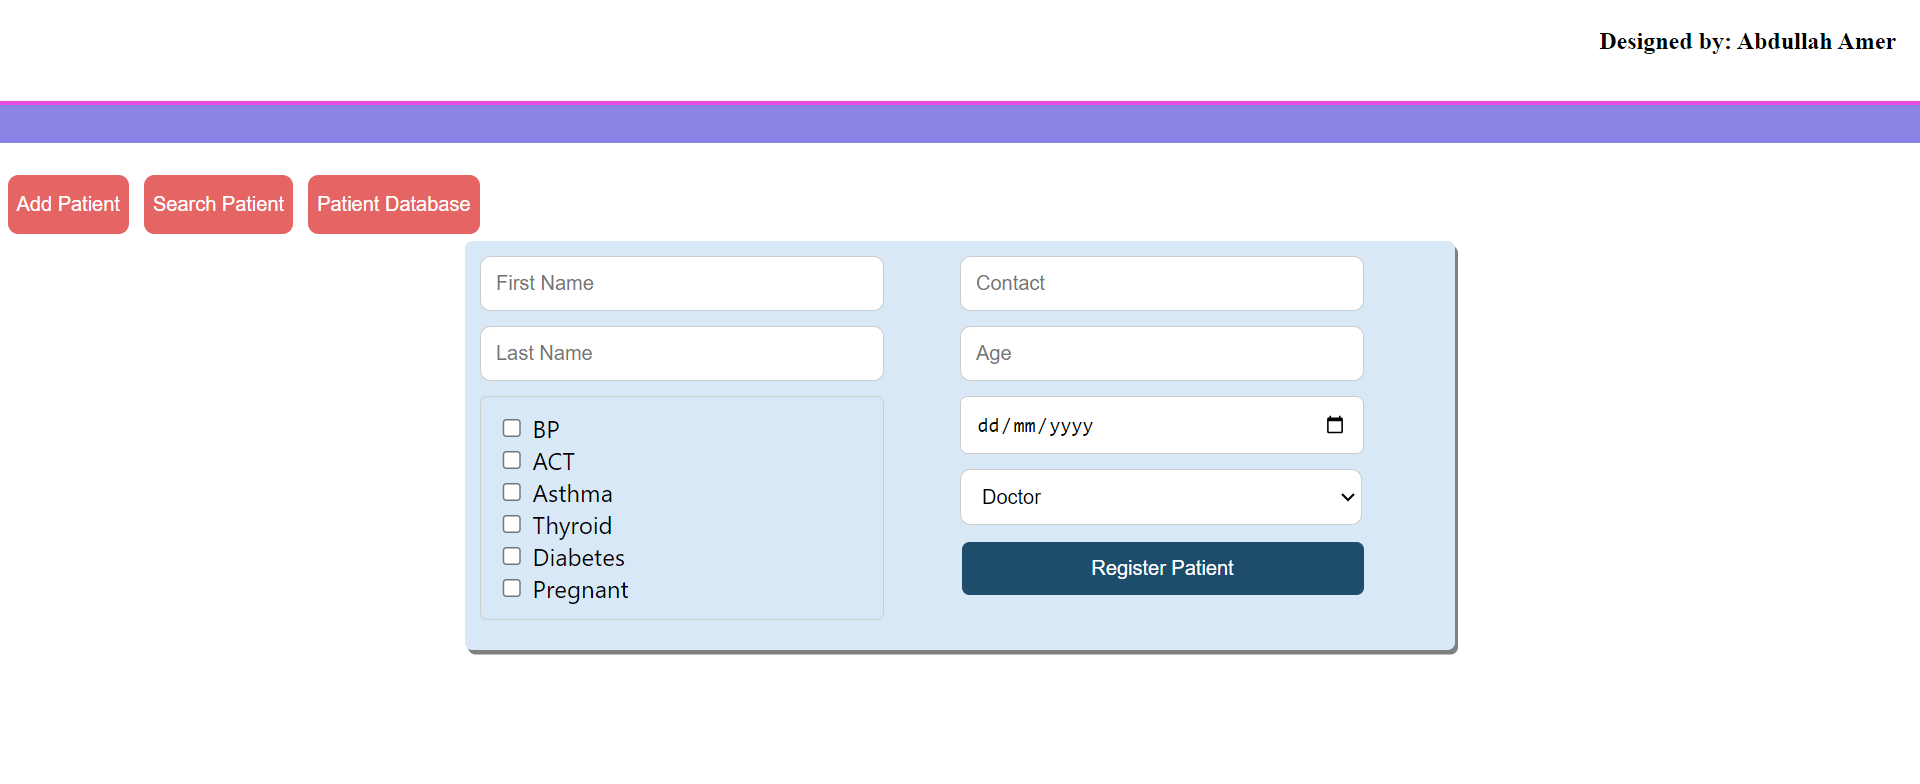 Designed by: Abdullah Amer
Add Patient
Search Patient
Patient Database
First Name
Contact
Last Name
Age
BP
ACT
Asthma
Thyroid
Diabetes
Pregnant
dd/mm/yyyy
Doctor
Register Patient